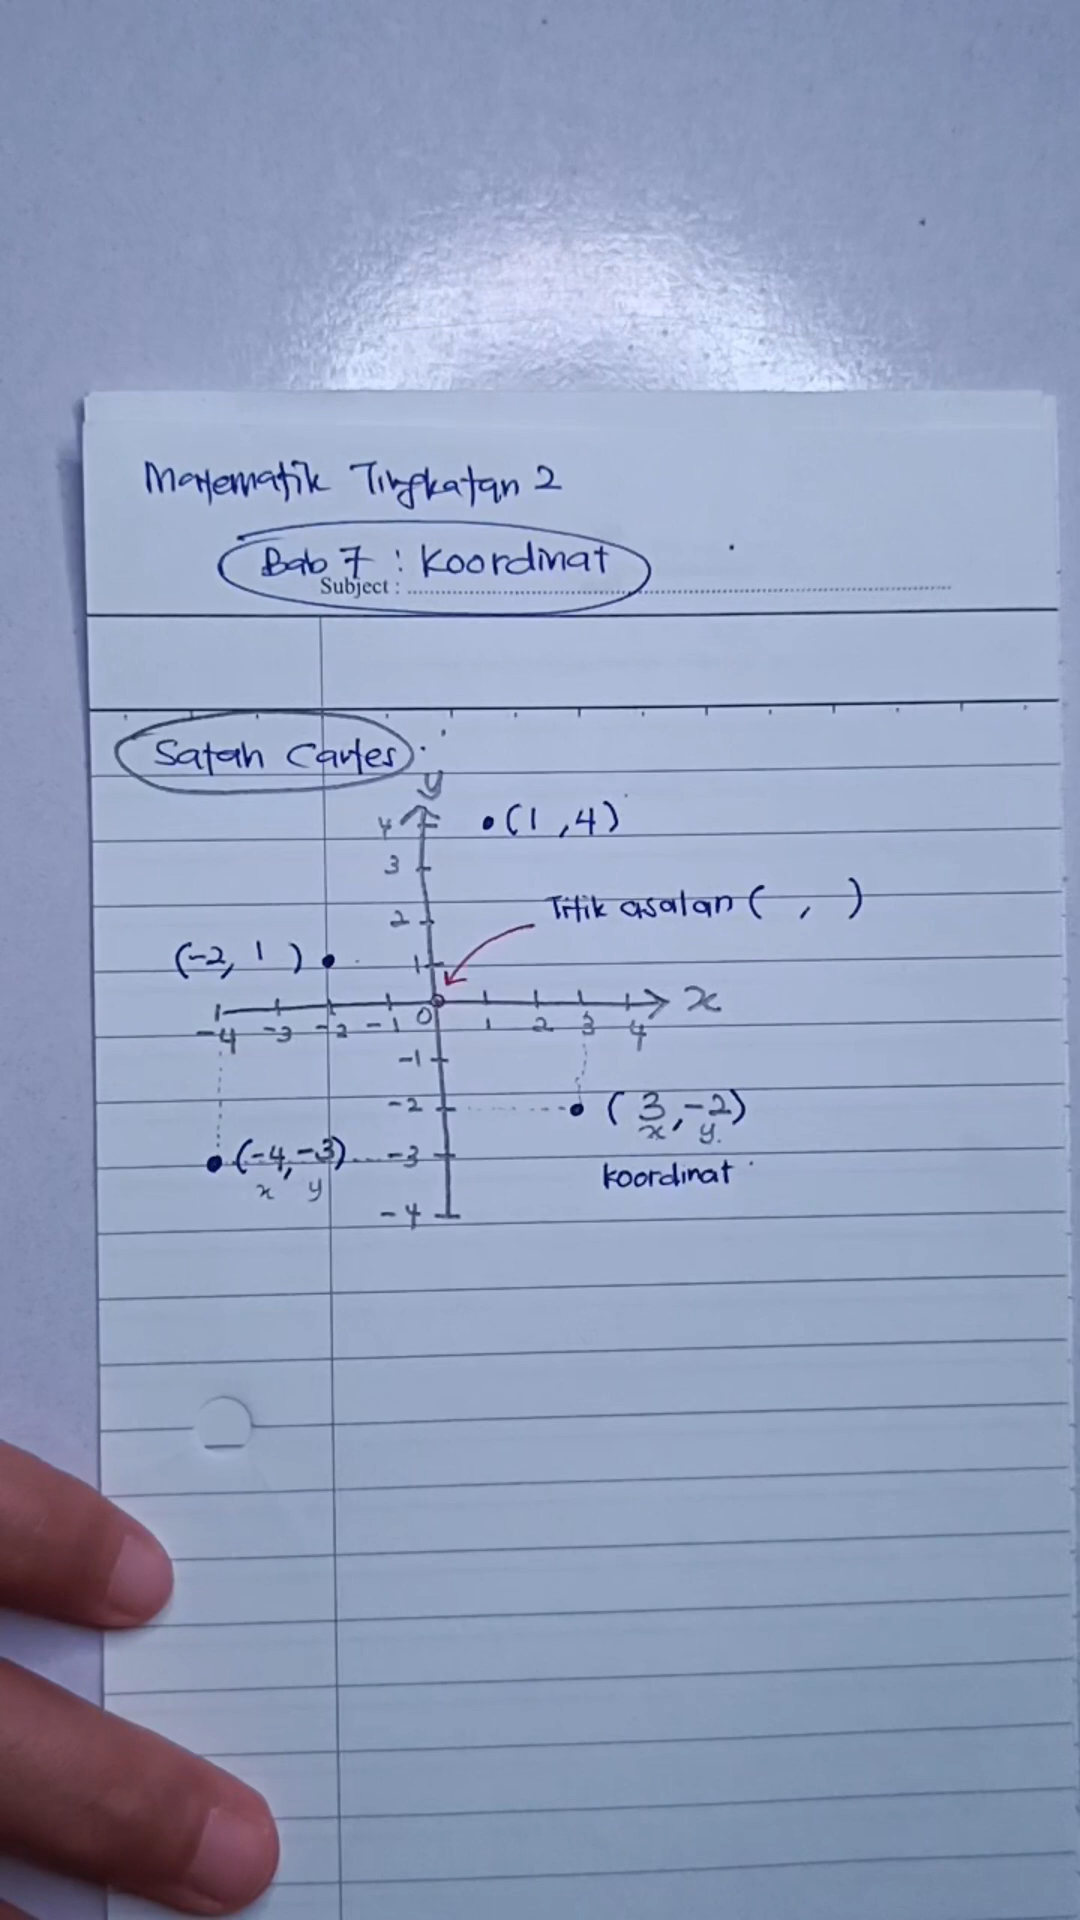 Matematik Tingkatan 2
Bab 7 : Koordinat
Subject :
Satah Cartes
y
4
(1, 4)
3
Titik asalan ( , )
2
(-2, 1)
1
x
-4 -3 -2 -1 0 1 2 3 4
-1
-2
(3, -2)
x y
(-4, -3)
-3
koordinat
x y
-4